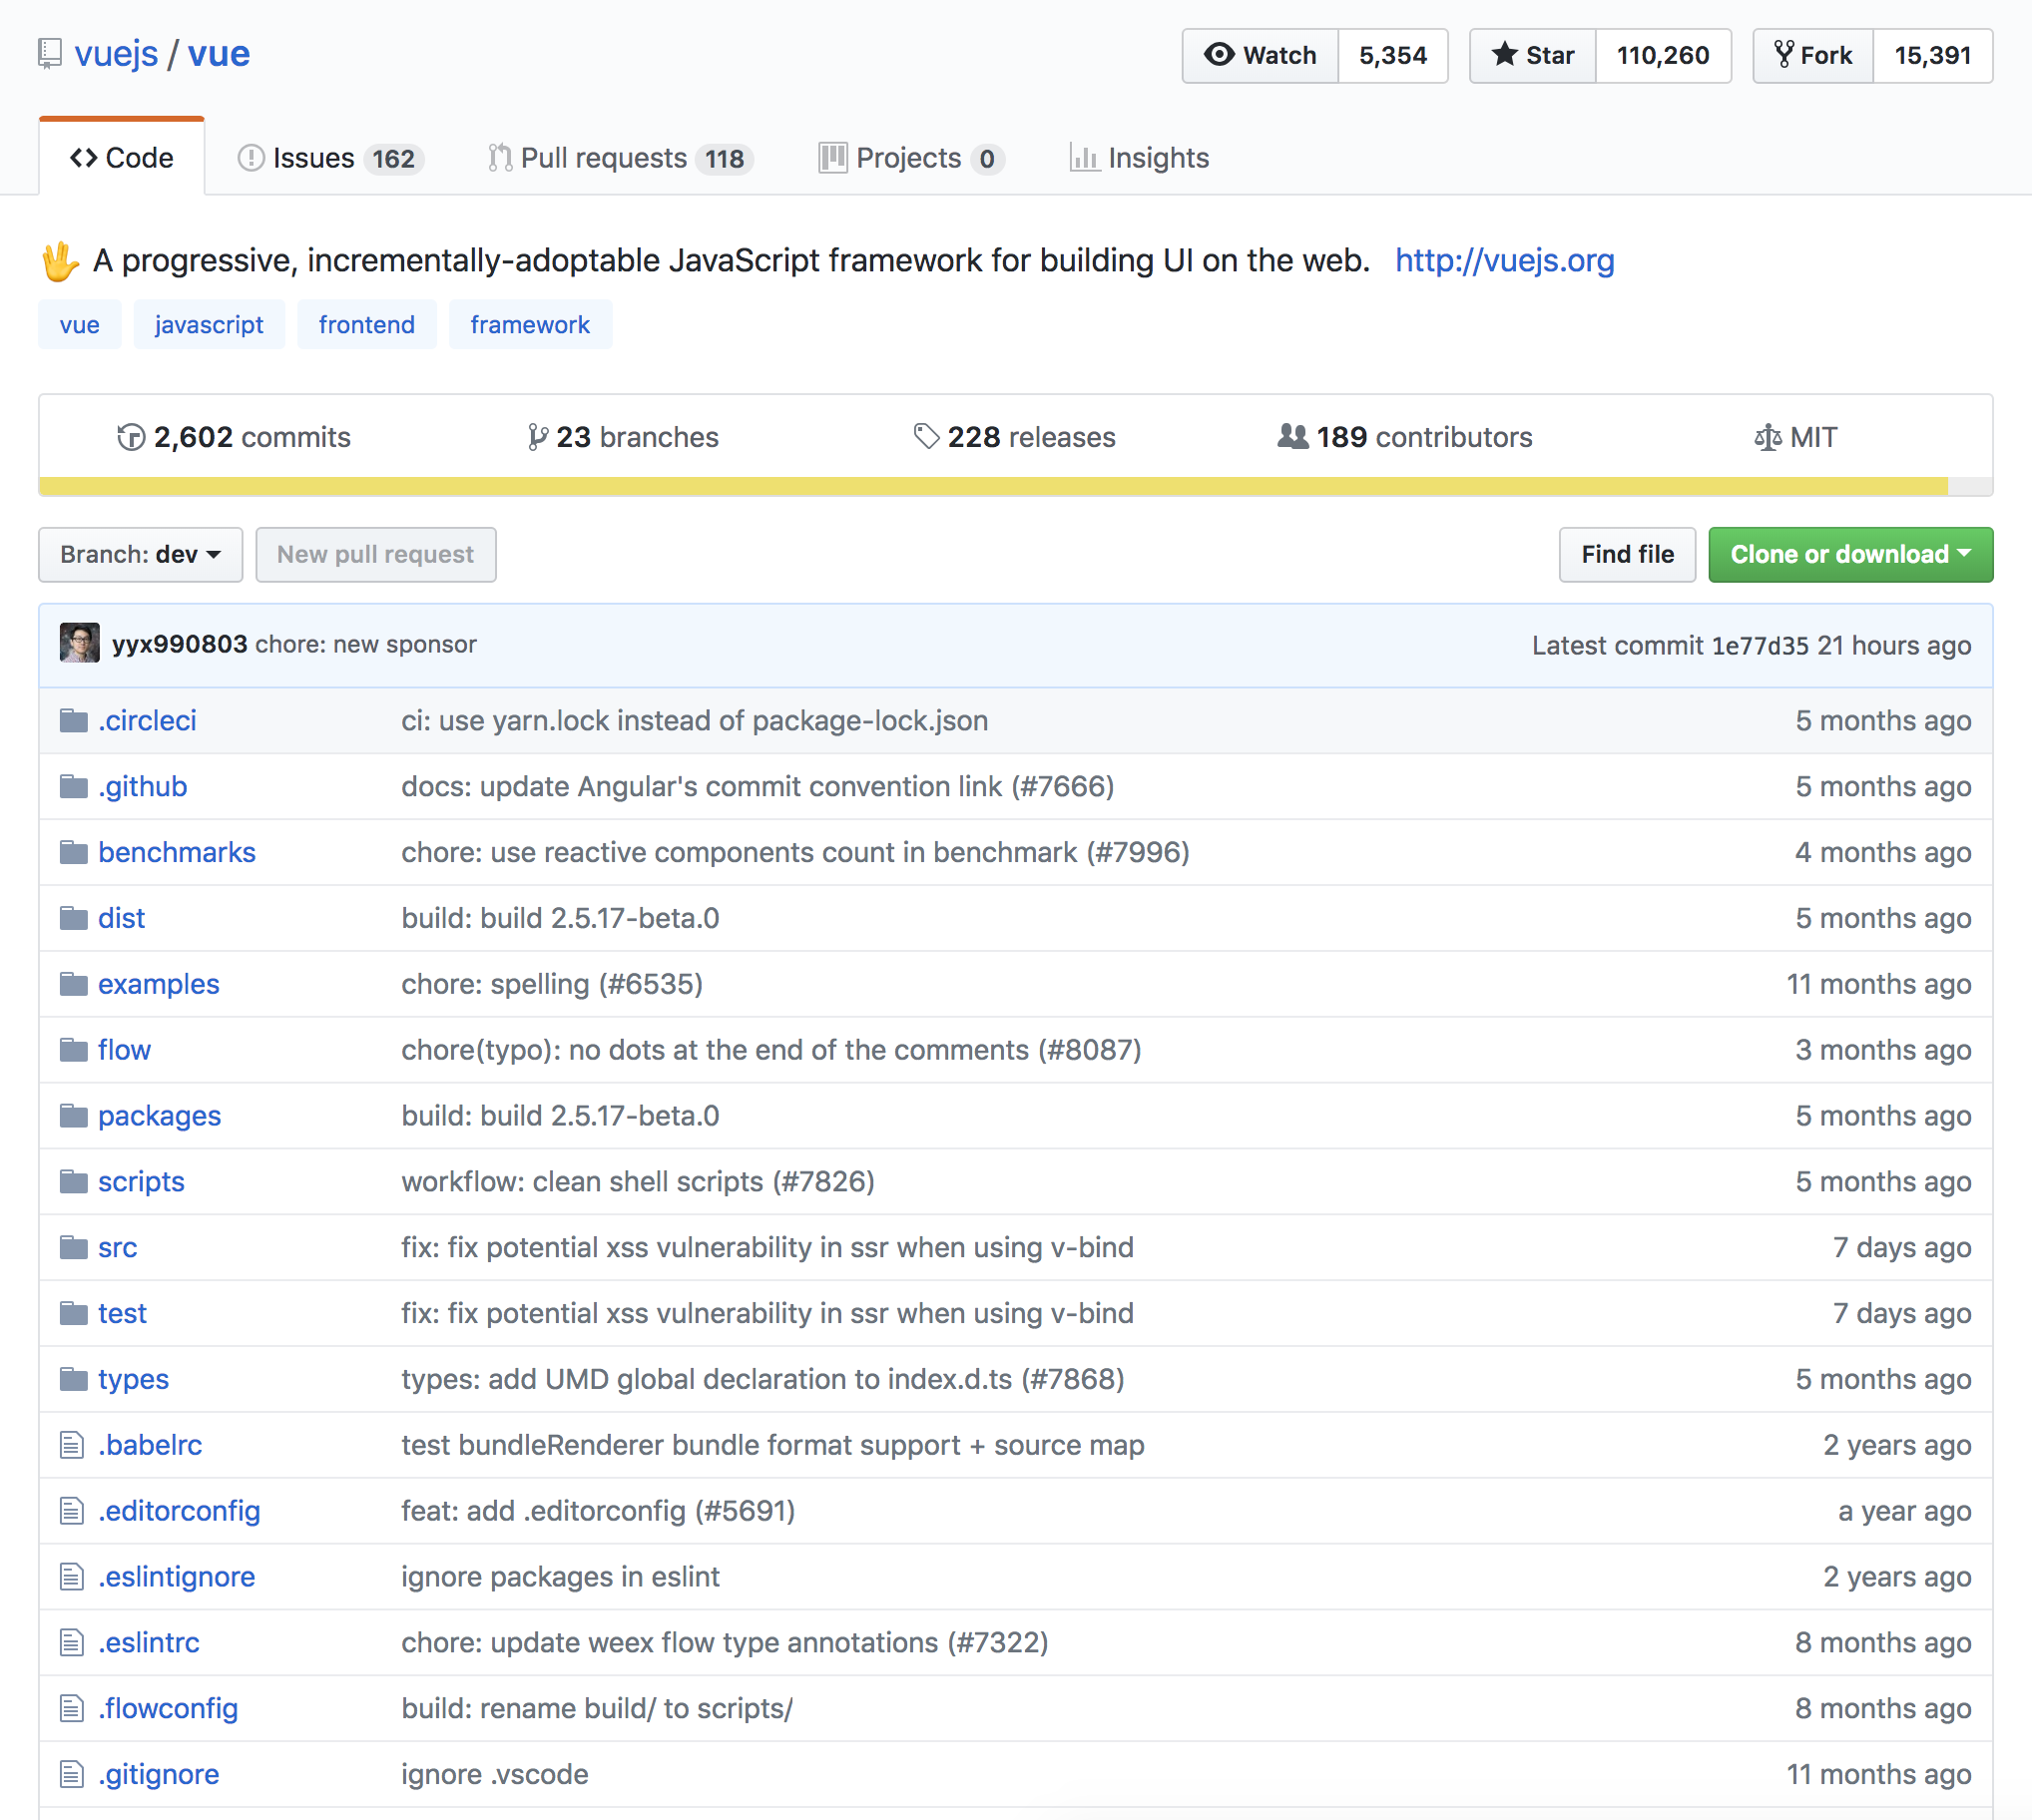 vuejs / vue Watch 5,354 Star 110,260 Fork 15,391
Code Issues 162 Pull requests 118 Projects 0 Insights
🖖 A progressive, incrementally-adoptable JavaScript framework for building UI on the web. http://vuejs.org
vue javascript frontend framework
2,602 commits 23 branches 228 releases 189 contributors MIT
Branch: dev New pull request Find file Clone or download
yyx990803 chore: new sponsor Latest commit 1e77d35 21 hours ago
.circleci ci: use yarn.lock instead of package-lock.json 5 months ago
.github docs: update Angular's commit convention link (#7666) 5 months ago
benchmarks chore: use reactive components count in benchmark (#7996) 4 months ago
dist build: build 2.5.17-beta.0 5 months ago
examples chore: spelling (#6535) 11 months ago
flow chore(typo): no dots at the end of the comments (#8087) 3 months ago
packages build: build 2.5.17-beta.0 5 months ago
scripts workflow: clean shell scripts (#7826) 5 months ago
src fix: fix potential xss vulnerability in ssr when using v-bind 7 days ago
test fix: fix potential xss vulnerability in ssr when using v-bind 7 days ago
types types: add UMD global declaration to index.d.ts (#7868) 5 months ago
.babelrc test bundleRenderer bundle format support + source map 2 years ago
.editorconfig feat: add .editorconfig (#5691) a year ago
.eslintignore ignore packages in eslint 2 years ago
.eslintrc chore: update weex flow type annotations (#7322) 8 months ago
.flowconfig build: rename build/ to scripts/ 8 months ago
.gitignore ignore .vscode 11 months ago